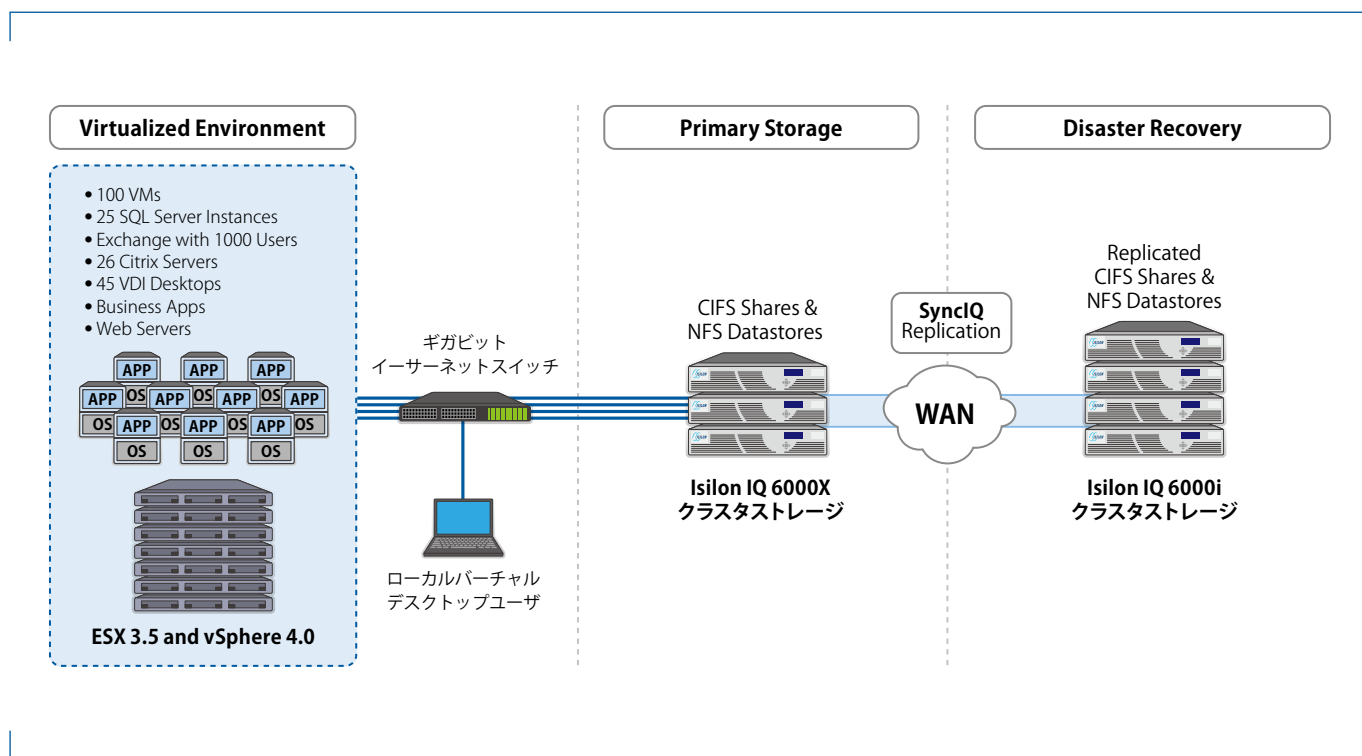 Virtualized Environment
• 100 VMs
• 25 SQL Server Instances
• Exchange with 1000 Users
• 26 Citrix Servers
• 45 VDI Desktops
• Business Apps
• Web Servers
APP APP APP
APP OS APP OS APP OS APP
OS APP OS APP OS APP OS
OS OS OS
ESX 3.5 and vSphere 4.0
ギガビット
イーサーネットスイッチ
ローカルバーチャル
デスクトップユーザ
Primary Storage
CIFS Shares &
NFS Datastores
Isilon IQ 6000X
クラスタストレージ
SyncIQ
Replication
WAN
Disaster Recovery
Replicated
CIFS Shares &
NFS Datastores
Isilon IQ 6000i
クラスタストレージ